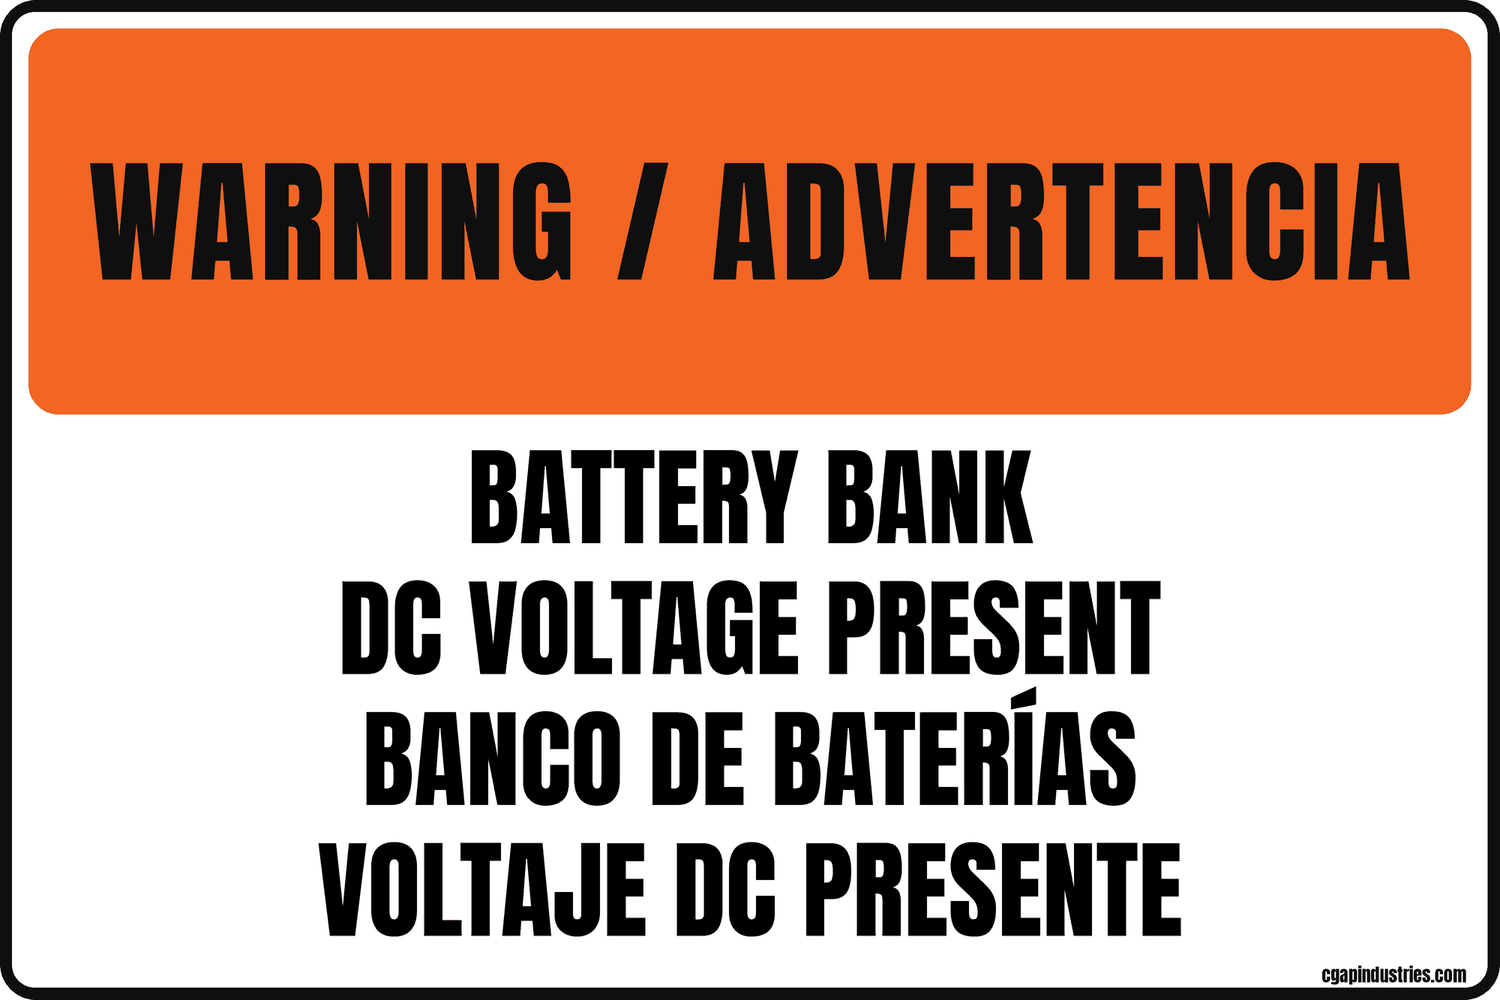 WARNING / ADVERTENCIA
BATTERY BANK
DC VOLTAGE PRESENT
BANCO DE BATERÍAS
VOLTAJE DC PRESENTE
cgapindustries.com